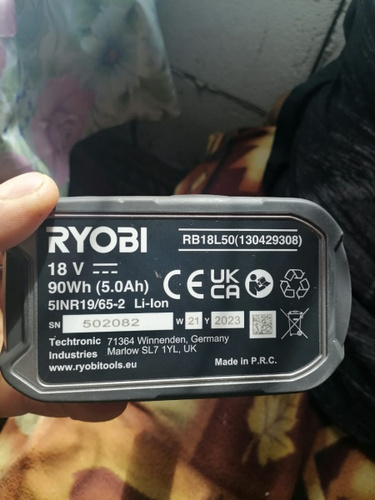 RYOBI
RB18L50(130429308)
18 V
90Wh (5.0Ah)
CE UK CA
5INR19/65-2 Li-Ion
SN 502082 W 21 Y 2023
Techtronic 71364 Winnenden, Germany
Industries Marlow SL7 1YL, UK
www.ryobitools.eu
Made in P.R.C.